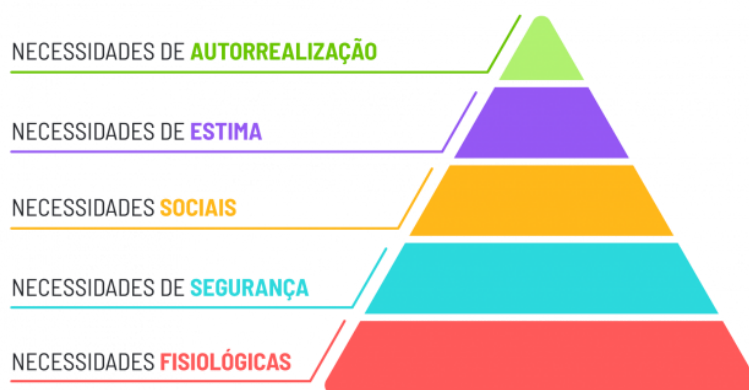 NECESSIDADES DE AUTORREALIZAÇÃO
NECESSIDADES DE ESTIMA
NECESSIDADES SOCIAIS
NECESSIDADES DE SEGURANÇA
NECESSIDADES FISIOLÓGICAS